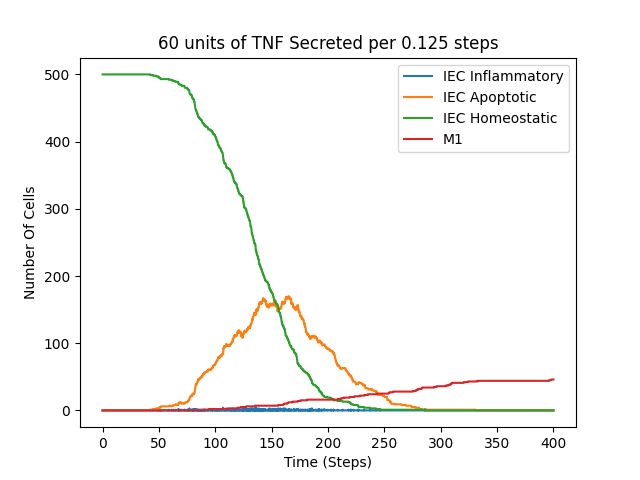 60 units of TNF Secreted per 0.125 steps
IEC Inflammatory
IEC Apoptotic
IEC Homeostatic
M1
Number Of Cells
500
400
300
200
100
0
0 50 100 150 200 250 300 350 400
Time (Steps)